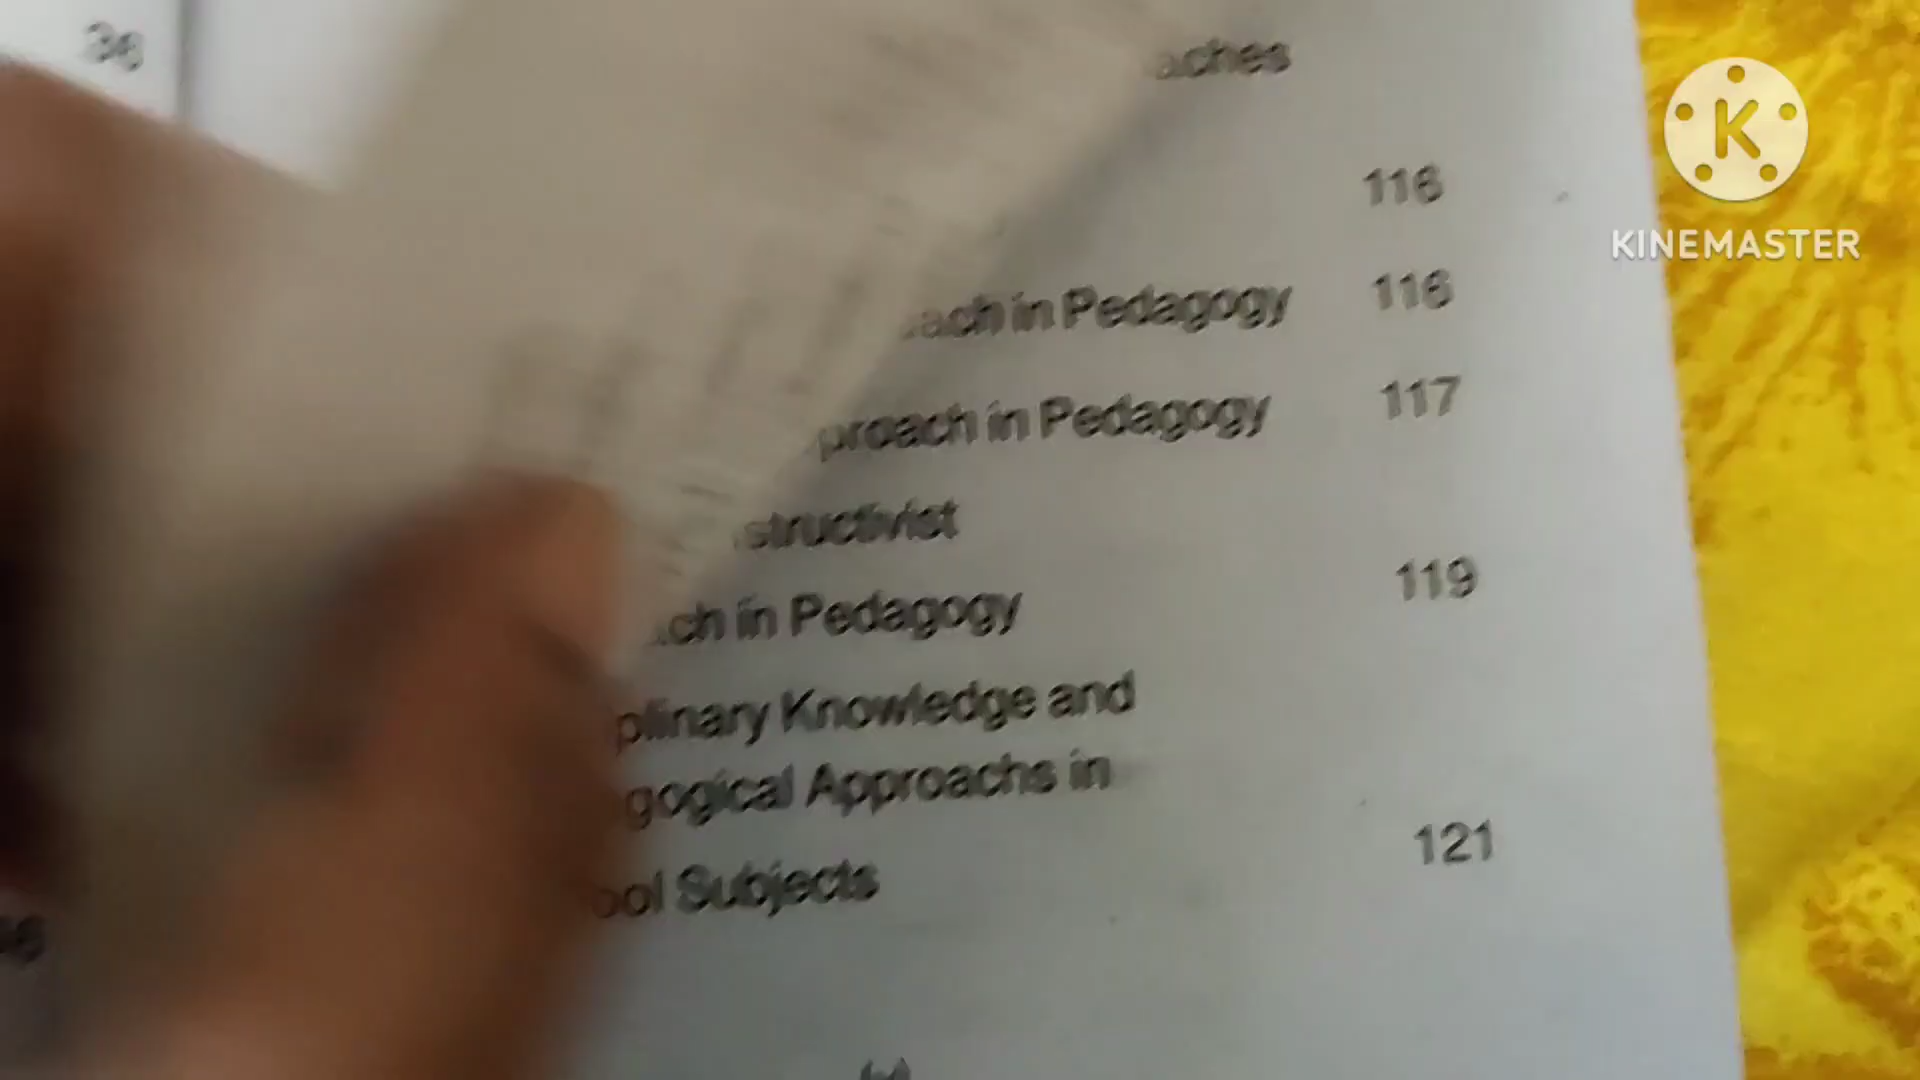 36
aches
116
ach in Pedagogy 116
proach in Pedagogy 117
structivist
ch in Pedagogy 119
plinary Knowledge and
gogical Approachs in
ool Subjects 121
K
KINEMASTER